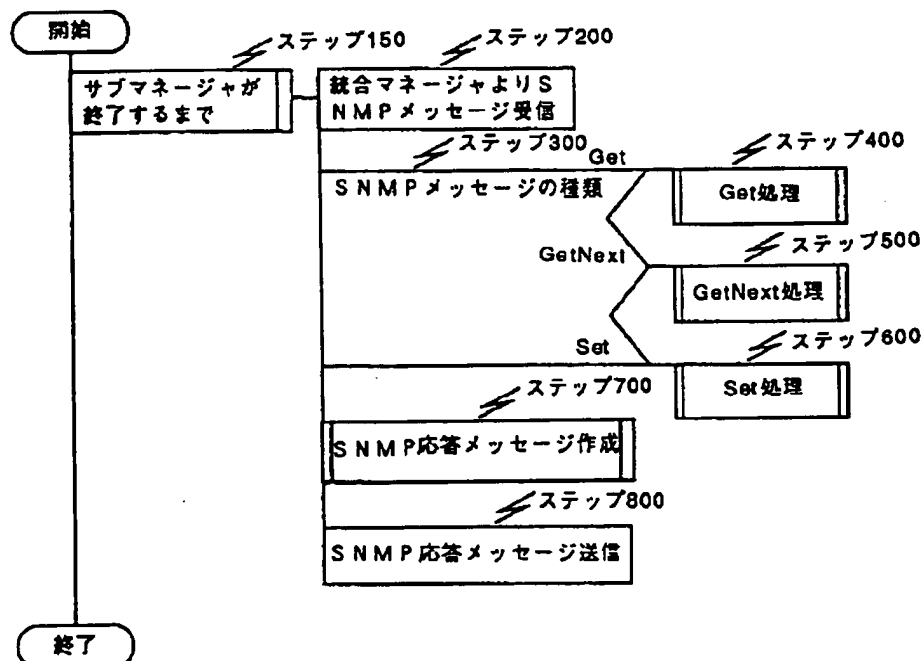 開始
ステップ150
ステップ200
サブマネージャが
終了するまで
統合マネージャよりS
NMPメッセージ受信
ステップ300
Get
ステップ400
SNMPメッセージの種類
Get処理
GetNext
ステップ500
GetNext処理
Set
ステップ600
Set処理
ステップ700
SNMP応答メッセージ作成
ステップ800
SNMP応答メッセージ送信
終了